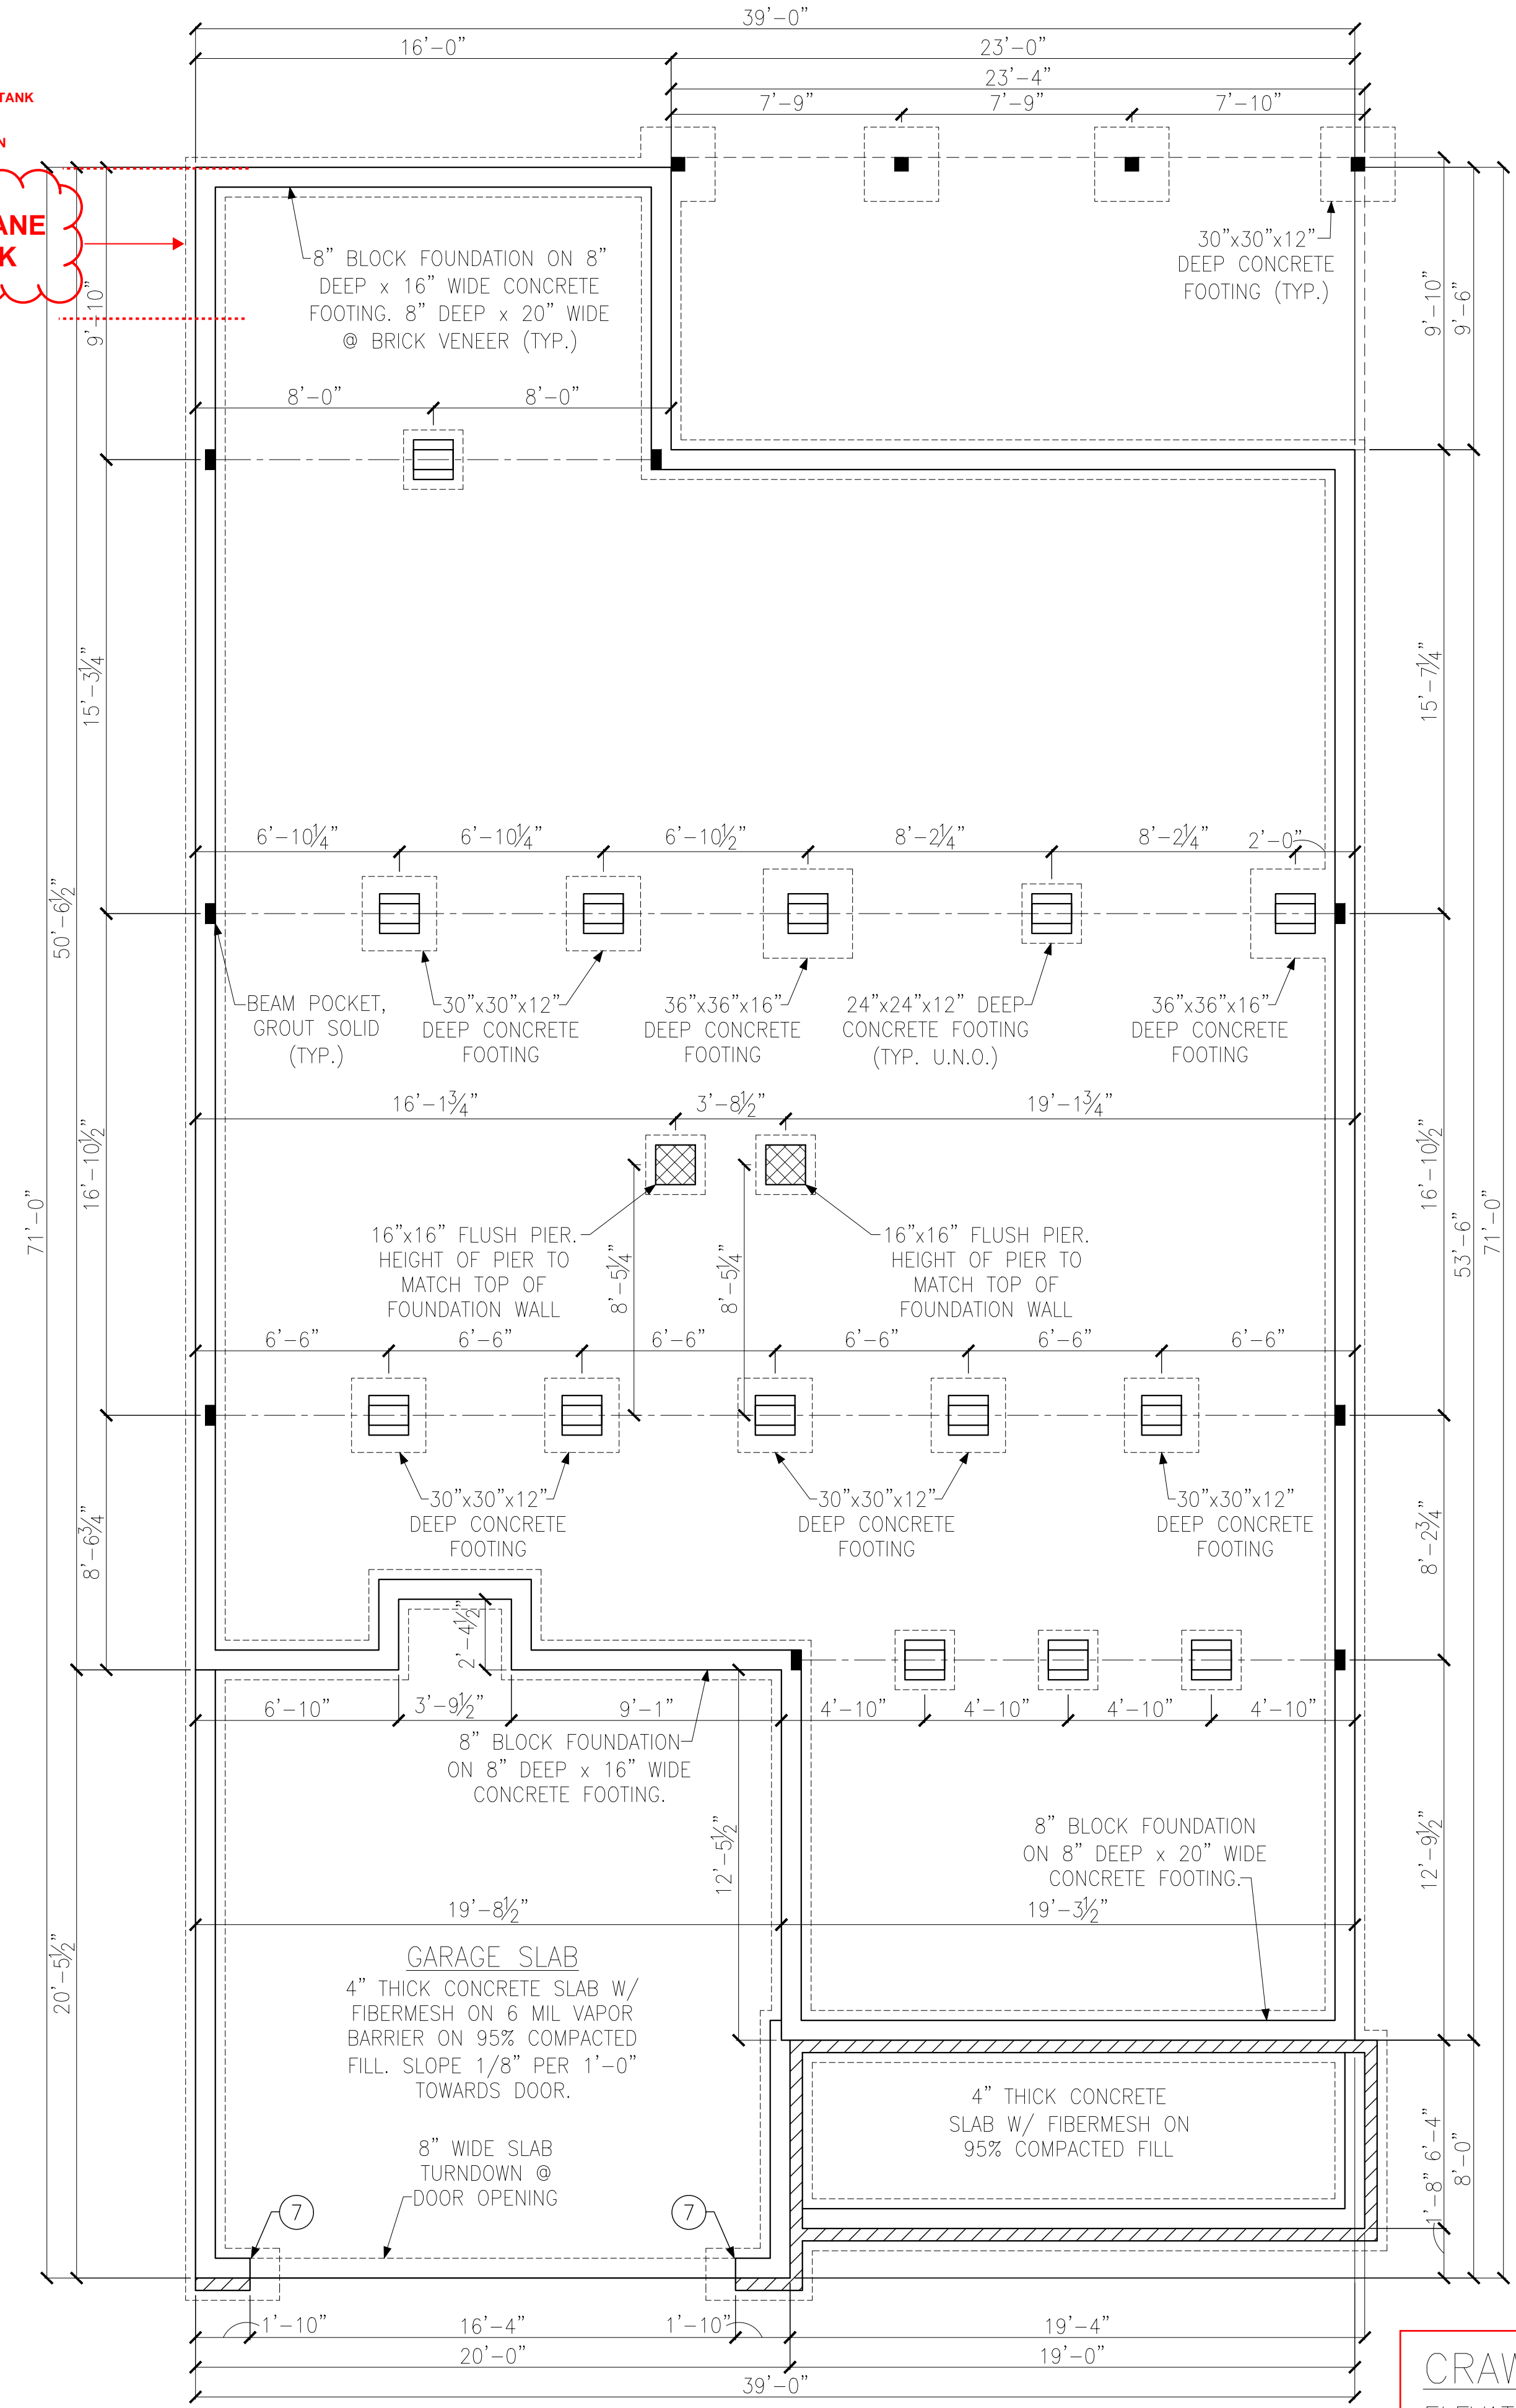 39'-0"
16'-0"
23'-0"
23'-4"
7'-9"
7'-9"
7'-10"
TANK
8" BLOCK FOUNDATION ON 8"
DEEP x 16" WIDE CONCRETE
FOOTING. 8" DEEP x 20" WIDE
@ BRICK VENEER (TYP.)
30"x30"x12"
DEEP CONCRETE
FOOTING (TYP.)
9'-10"
9'-10"
9'-6"
8'-0"
8'-0"
15'-3¼"
15'-7¼"
6'-10¼"
6'-10¼"
6'-10½"
8'-2¼"
8'-2¼"
2'-0"
50'-6½"
BEAM POCKET,
GROUT SOLID
(TYP.)
30"x30"x12"
DEEP CONCRETE
FOOTING
36"x36"x16"
DEEP CONCRETE
FOOTING
24"x24"x12" DEEP
CONCRETE FOOTING
(TYP. U.N.O.)
36"x36"x16"
DEEP CONCRETE
FOOTING
16'-1¾"
3'-8½"
19'-1¾"
16'-10½"
16'-10½"
71'-0"
53'-6"
71'-0"
16"x16" FLUSH PIER.
HEIGHT OF PIER TO
MATCH TOP OF
FOUNDATION WALL
8'-5¼"
8'-5¼"
16"x16" FLUSH PIER.
HEIGHT OF PIER TO
MATCH TOP OF
FOUNDATION WALL
6'-6"
6'-6"
6'-6"
6'-6"
6'-6"
6'-6"
30"x30"x12"
DEEP CONCRETE
FOOTING
30"x30"x12"
DEEP CONCRETE
FOOTING
30"x30"x12"
DEEP CONCRETE
FOOTING
8'-6¾"
8'-2¾"
2'-4½"
6'-10"
3'-9½"
9'-1"
4'-10"
4'-10"
4'-10"
4'-10"
8" BLOCK FOUNDATION
ON 8" DEEP x 16" WIDE
CONCRETE FOOTING.
12'-5½"
8" BLOCK FOUNDATION
ON 8" DEEP x 20" WIDE
CONCRETE FOOTING.
12'-9½"
19'-8½"
19'-3½"
20'-5½"
GARAGE SLAB
4" THICK CONCRETE SLAB W/
FIBERMESH ON 6 MIL VAPOR
BARRIER ON 95% COMPACTED
FILL. SLOPE 1/8" PER 1'-0"
TOWARDS DOOR.
4" THICK CONCRETE
SLAB W/ FIBERMESH ON
95% COMPACTED FILL
6'-4"
1'-8"
8'-0"
8" WIDE SLAB
TURNDOWN @
DOOR OPENING
7
7
1'-10"
16'-4"
1'-10"
19'-4"
20'-0"
19'-0"
39'-0"